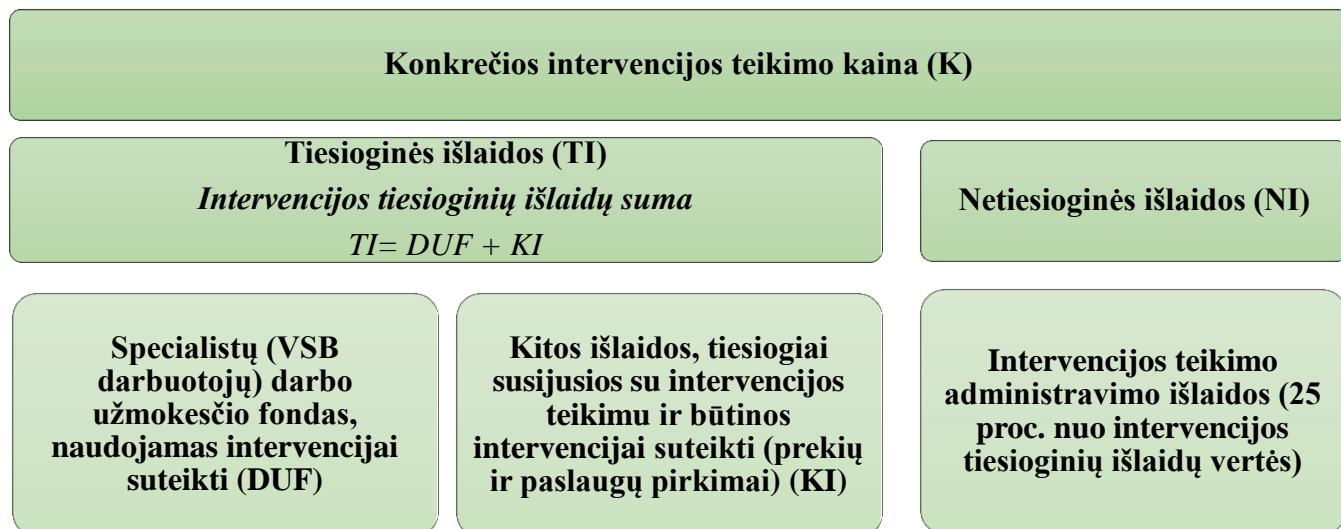 Konkrečios intervencijos teikimo kaina (K)
Tiesioginės išlaidos (TI)
Intervencijos tiesioginių išlaidų suma
TI= DUF + KI
Netiesioginės išlaidos (NI)
Specialistų (VSB
darbuotojų) darbo
užmokesčio fondas,
naudojamas intervencijai
suteikti (DUF)
Kitos išlaidos, tiesiogiai
susijusios su intervencijos
teikimu ir būtinos
intervencijai suteikti (prekių
ir paslaugų pirkimai) (KI)
Intervencijos teikimo
administravimo išlaidos (25
proc. nuo intervencijos
tiesioginių išlaidų vertės)